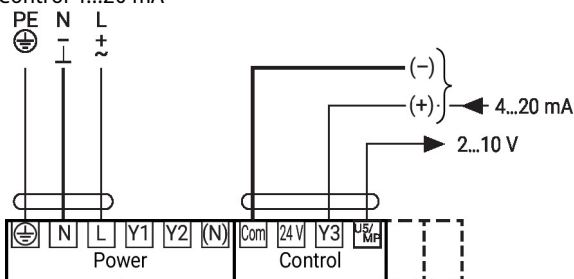 Control 4...20 mA
PE N L
– +
⊥ ~
(–)
(+) 4...20 mA
2...10 V
N L Y1 Y2 (N) Com 24 V Y3 U5/MP
Power Control